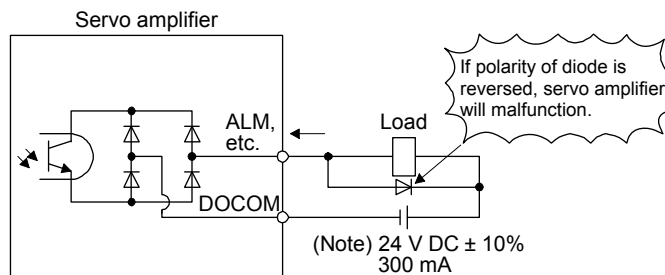 Servo amplifier
If polarity of diode is
reversed, servo amplifier
will malfunction.
ALM,
etc.
Load
DOCOM
(Note) 24 V DC ± 10%
300 mA